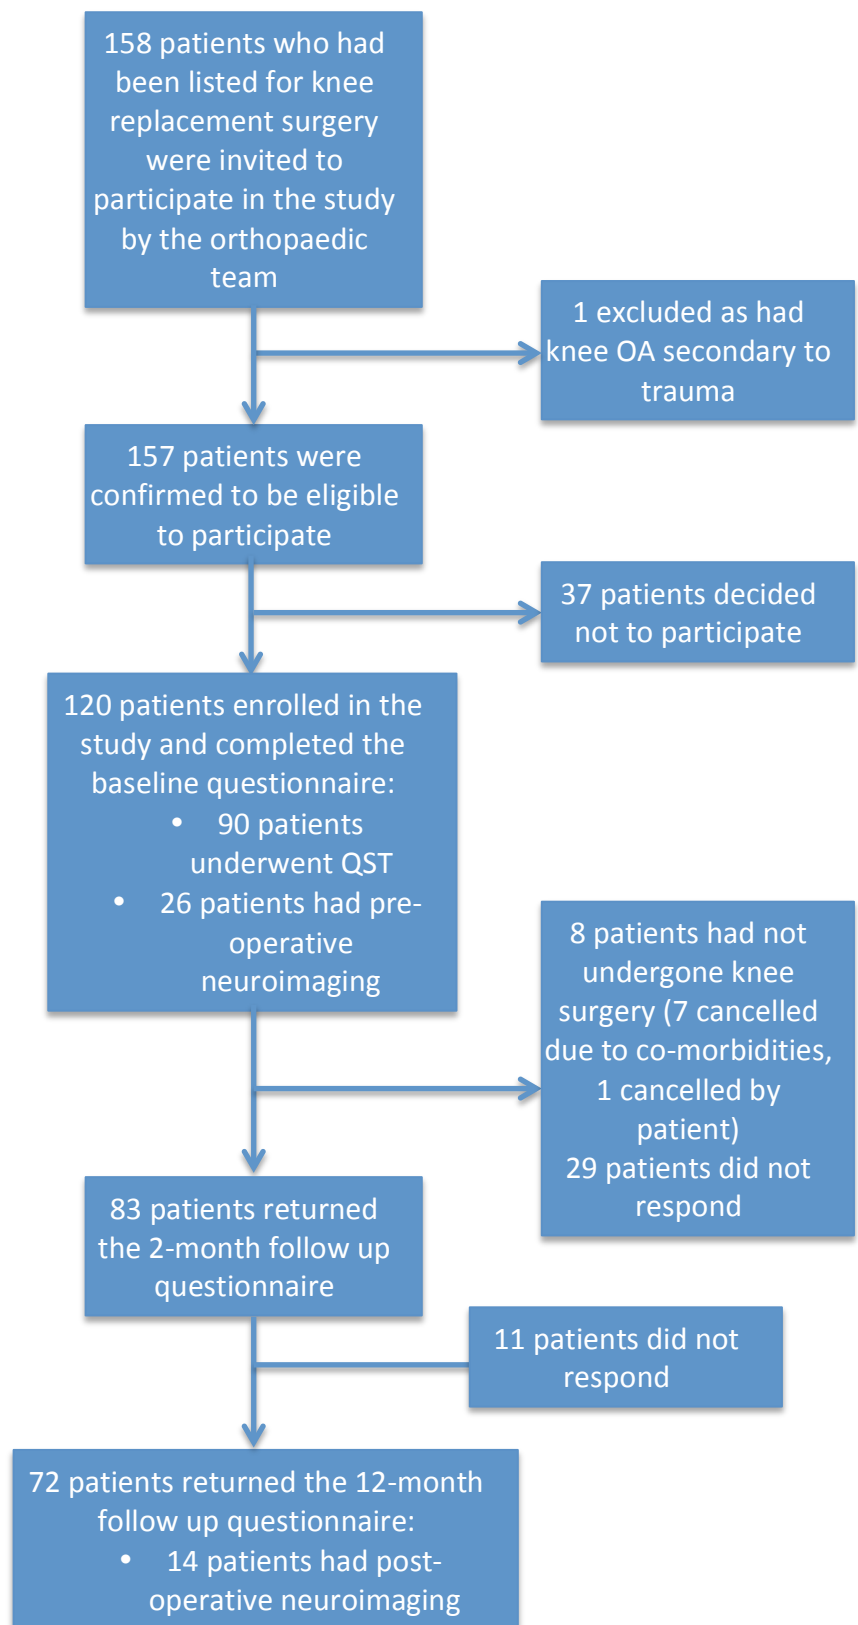 158 patients who had
been listed for knee
replacement surgery
were invited to
participate in the study
by the orthopaedic
team
1 excluded as had
knee OA secondary to
trauma
157 patients were
confirmed to be eligible
to participate
37 patients decided
not to participate
120 patients enrolled in the
study and completed the
baseline questionnaire:
• 90 patients
underwent QST
• 26 patients had pre-
operative
neuroimaging
8 patients had not
undergone knee
surgery (7 cancelled
due to co-morbidities,
1 cancelled by
patient)
29 patients did not
respond
83 patients returned
the 2-month follow up
questionnaire
11 patients did not
respond
72 patients returned the 12-month
follow up questionnaire:
• 14 patients had post-
operative neuroimaging